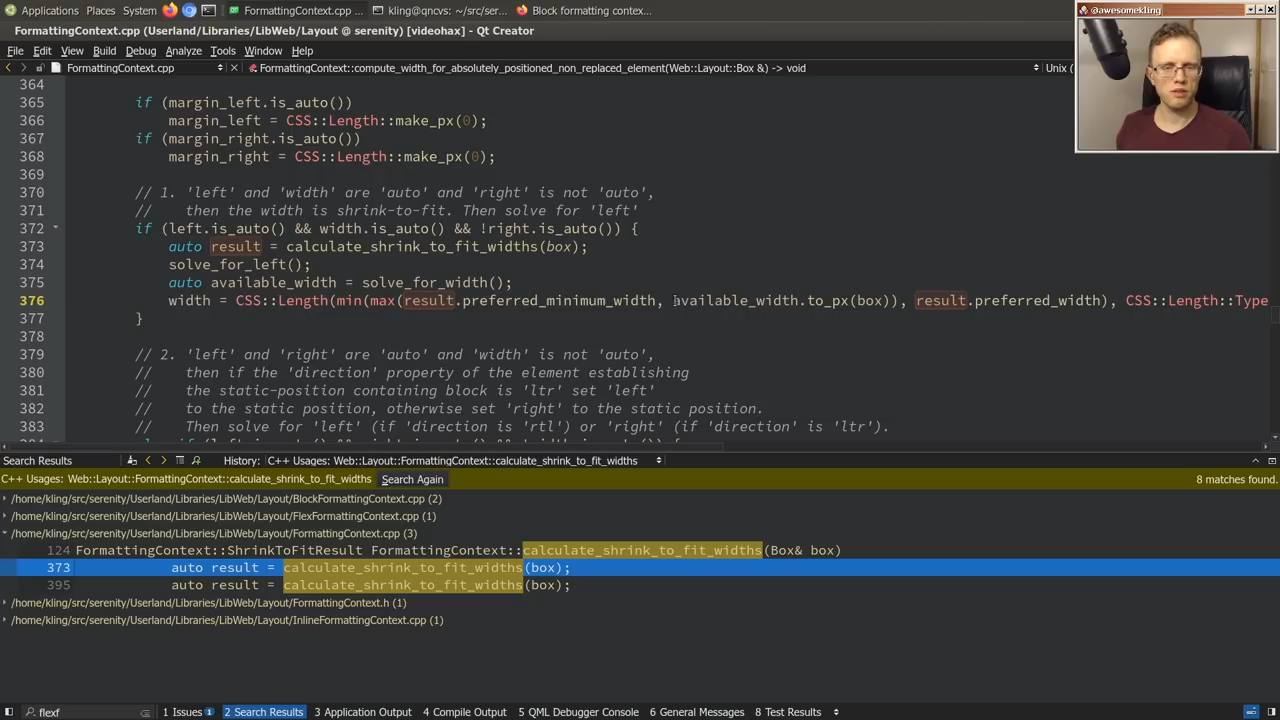 Applications Places System FormattingContext.cpp ... kling@qncvs: ~/src/ser... Block formatting contex...
@awesomekling
FormattingContext.cpp (Userland/Libraries/LibWeb/Layout @ serenity) [videohax] - Qt Creator
File Edit View Build Debug Analyze Tools Window Help
FormattingContext.cpp FormattingContext::compute_width_for_absolutely_positioned_non_replaced_element(Web::Layout::Box &) -> void Unix (
364
365 if (margin_left.is_auto())
366 margin_left = CSS::Length::make_px(0);
367 if (margin_right.is_auto())
368 margin_right = CSS::Length::make_px(0);
369
370 // 1. 'left' and 'width' are 'auto' and 'right' is not 'auto',
371 // then the width is shrink-to-fit. Then solve for 'left'
372 if (left.is_auto() && width.is_auto() && !right.is_auto()) {
373 auto result = calculate_shrink_to_fit_widths(box);
374 solve_for_left();
375 auto available_width = solve_for_width();
376 width = CSS::Length(min(max(result.preferred_minimum_width, available_width.to_px(box)), result.preferred_width), CSS::Length::Type
377 }
378
379 // 2. 'left' and 'right' are 'auto' and 'width' is not 'auto',
380 // then if the 'direction' property of the element establishing
381 // the static-position containing block is 'ltr' set 'left'
382 // to the static position, otherwise set 'right' to the static position.
383 // Then solve for 'left' (if 'direction is 'rtl') or 'right' (if 'direction' is 'ltr').
Search Results History: C++ Usages: Web::Layout::FormattingContext::calculate_shrink_to_fit_widths
C++ Usages: Web::Layout::FormattingContext::calculate_shrink_to_fit_widths Search Again 8 matches found.
/home/kling/src/serenity/Userland/Libraries/LibWeb/Layout/BlockFormattingContext.cpp (2)
/home/kling/src/serenity/Userland/Libraries/LibWeb/Layout/FlexFormattingContext.cpp (1)
/home/kling/src/serenity/Userland/Libraries/LibWeb/Layout/FormattingContext.cpp (3)
124 FormattingContext::ShrinkToFitResult FormattingContext::calculate_shrink_to_fit_widths(Box& box)
373 auto result = calculate_shrink_to_fit_widths(box);
395 auto result = calculate_shrink_to_fit_widths(box);
/home/kling/src/serenity/Userland/Libraries/LibWeb/Layout/FormattingContext.h (1)
/home/kling/src/serenity/Userland/Libraries/LibWeb/Layout/InlineFormattingContext.cpp (1)
flexf 1 Issues 1 2 Search Results 3 Application Output 4 Compile Output 5 QML Debugger Console 6 General Messages 8 Test Results